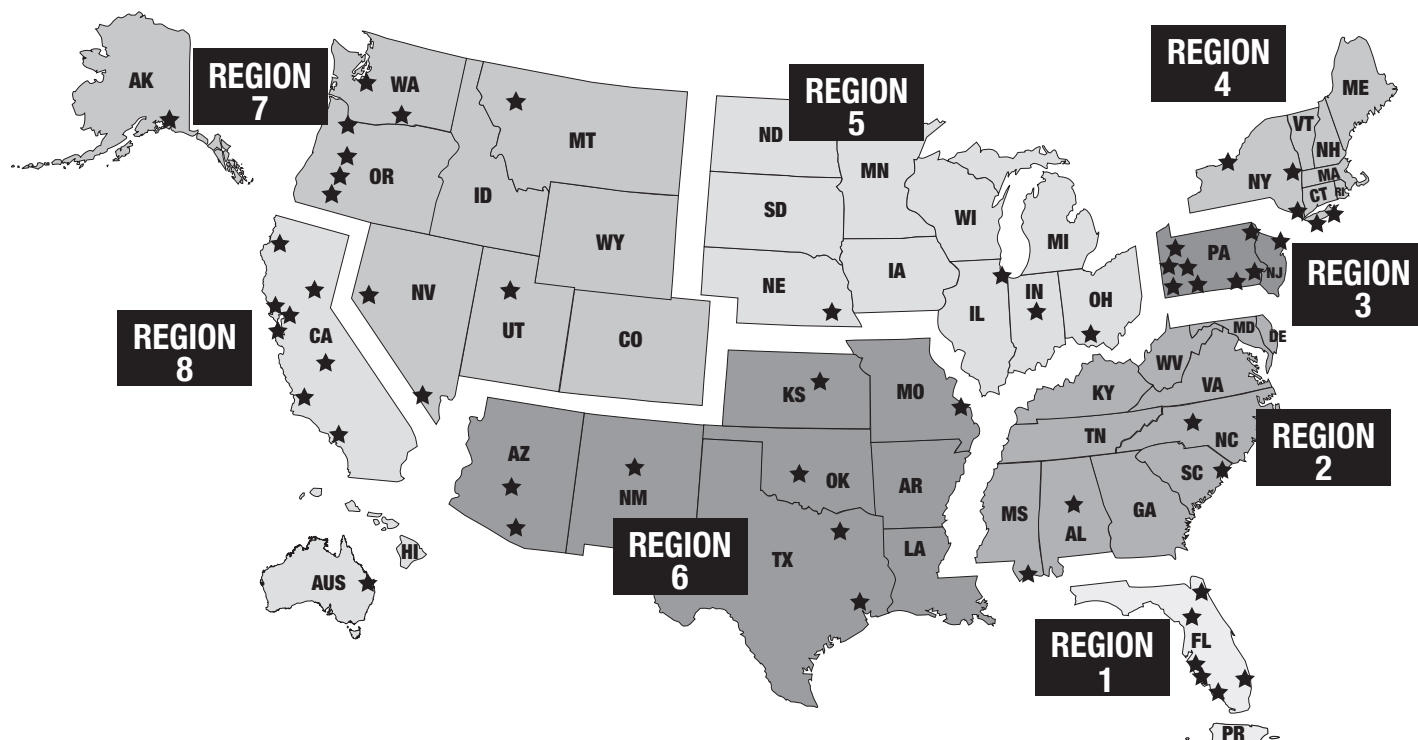 AK
REGION
7
WA
MT
OR
ID
WY
NV
UT
CO
REGION
8
CA
HI
AUS
REGION
5
ND
MN
SD
WI
MI
NE
IA
IL
IN
OH
REGION
4
ME
VT
NH
NY
MA
CT
RI
PA
NJ
REGION
3
MD
DE
WV
VA
KY
TN
NC
REGION
2
SC
MS
AL
GA
KS
MO
AZ
NM
OK
AR
REGION
6
TX
LA
REGION
1
FL
PR